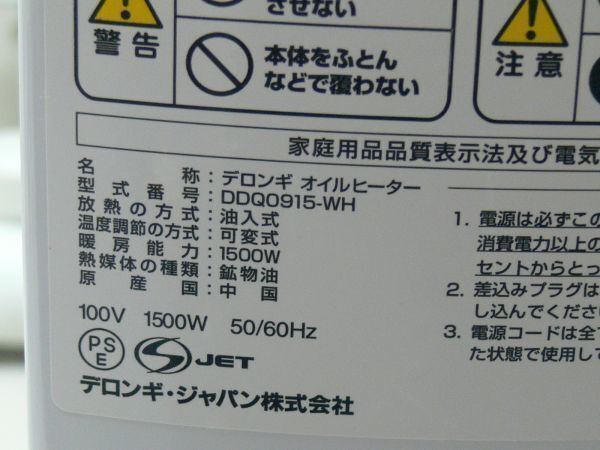 させない
警告
本体をふとん
などで覆わない
注意
家庭用品品質表示法及び電気
名　　　　称：デロンギ オイルヒーター
型式番号：DDQ0915-WH
放熱の方式：油入式
温度調節の方式：可変式
暖房能力：1500W
熱媒体の種類：鉱物油
原産国：中国
100V 1500W 50/60Hz
PSE
S JET
デロンギ・ジャパン株式会社
1. 電源は必ずこの
消費電力以上の
セントからとっ
2. 差込みプラグは
し込んでください
3. 電源コードは全て
た状態で使用して